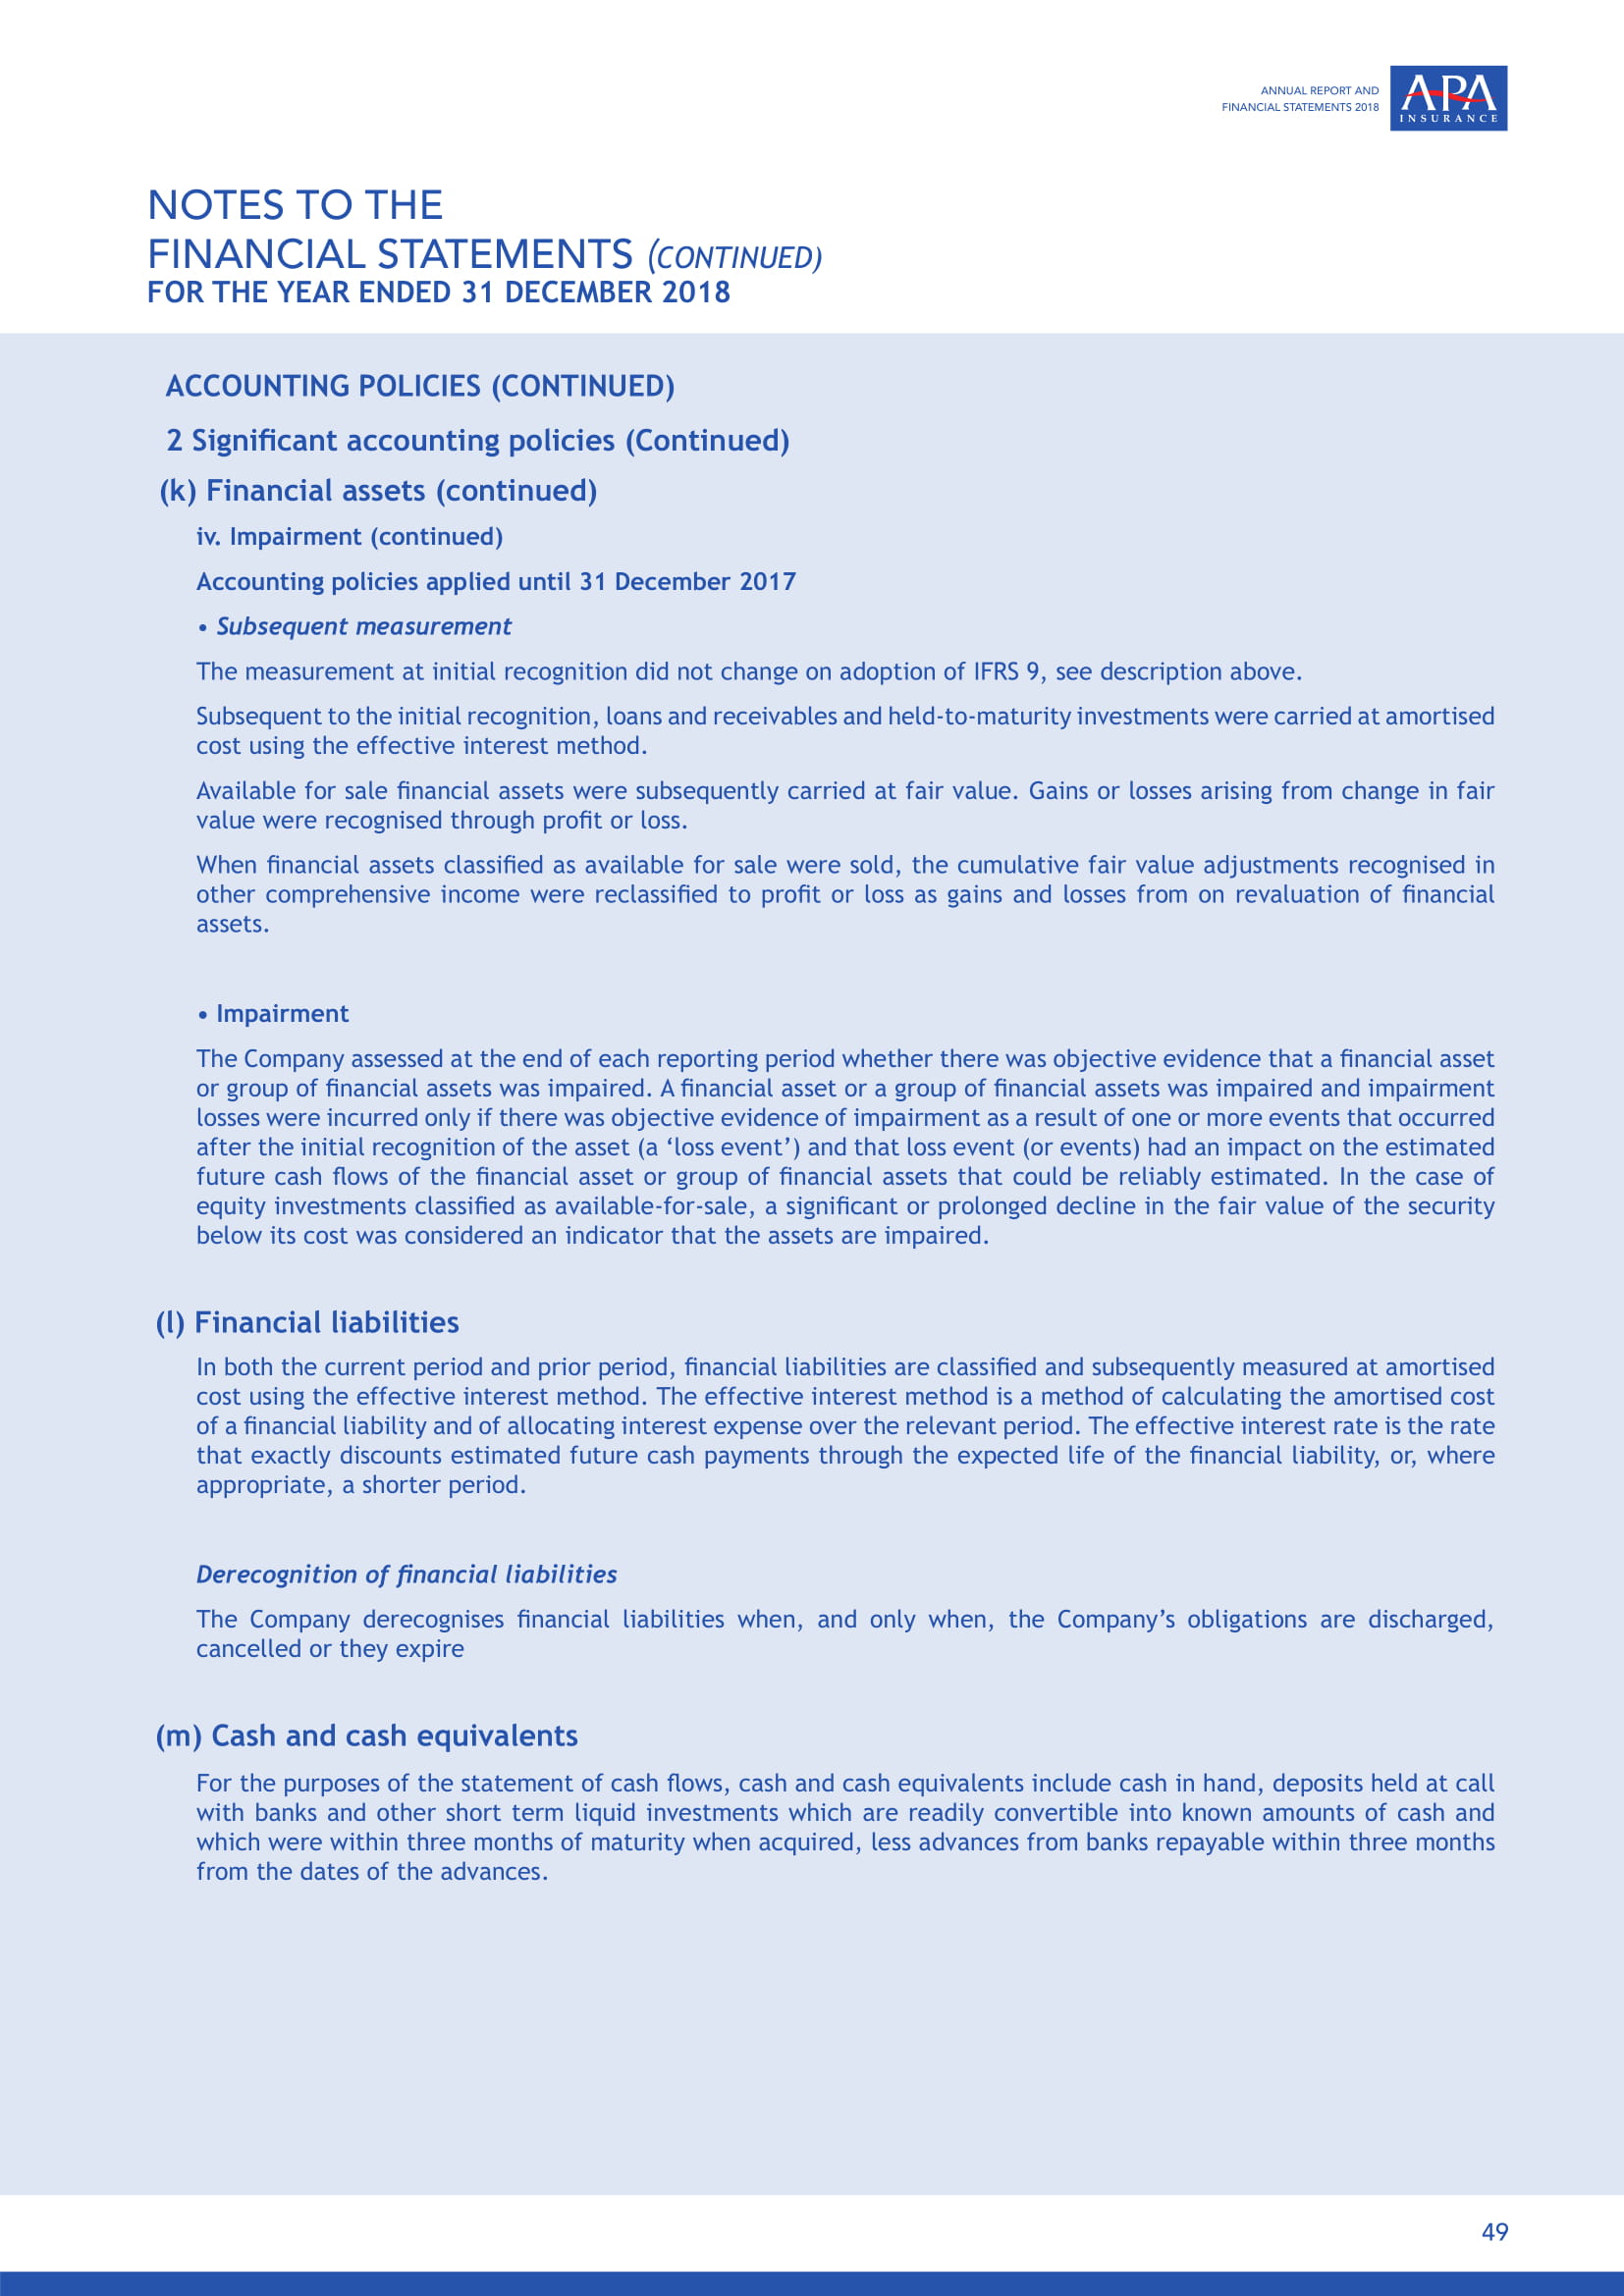 ANNUAL REPORT AND
FINANCIAL STATEMENTS 2018
APA
INSURANCE
NOTES TO THE
FINANCIAL STATEMENTS (CONTINUED)
FOR THE YEAR ENDED 31 DECEMBER 2018
ACCOUNTING POLICIES (CONTINUED)
2 Significant accounting policies (Continued)
(k) Financial assets (continued)
iv. Impairment (continued)
Accounting policies applied until 31 December 2017
• Subsequent measurement
The measurement at initial recognition did not change on adoption of IFRS 9, see description above.
Subsequent to the initial recognition, loans and receivables and held-to-maturity investments were carried at amortised
cost using the effective interest method.
Available for sale financial assets were subsequently carried at fair value. Gains or losses arising from change in fair
value were recognised through profit or loss.
When financial assets classified as available for sale were sold, the cumulative fair value adjustments recognised in
other comprehensive income were reclassified to profit or loss as gains and losses from on revaluation of financial
assets.
• Impairment
The Company assessed at the end of each reporting period whether there was objective evidence that a financial asset
or group of financial assets was impaired. A financial asset or a group of financial assets was impaired and impairment
losses were incurred only if there was objective evidence of impairment as a result of one or more events that occurred
after the initial recognition of the asset (a ‘loss event’) and that loss event (or events) had an impact on the estimated
future cash flows of the financial asset or group of financial assets that could be reliably estimated. In the case of
equity investments classified as available-for-sale, a significant or prolonged decline in the fair value of the security
below its cost was considered an indicator that the assets are impaired.
(l) Financial liabilities
In both the current period and prior period, financial liabilities are classified and subsequently measured at amortised
cost using the effective interest method. The effective interest method is a method of calculating the amortised cost
of a financial liability and of allocating interest expense over the relevant period. The effective interest rate is the rate
that exactly discounts estimated future cash payments through the expected life of the financial liability, or, where
appropriate, a shorter period.
Derecognition of financial liabilities
The Company derecognises financial liabilities when, and only when, the Company’s obligations are discharged,
cancelled or they expire
(m) Cash and cash equivalents
For the purposes of the statement of cash flows, cash and cash equivalents include cash in hand, deposits held at call
with banks and other short term liquid investments which are readily convertible into known amounts of cash and
which were within three months of maturity when acquired, less advances from banks repayable within three months
from the dates of the advances.
49